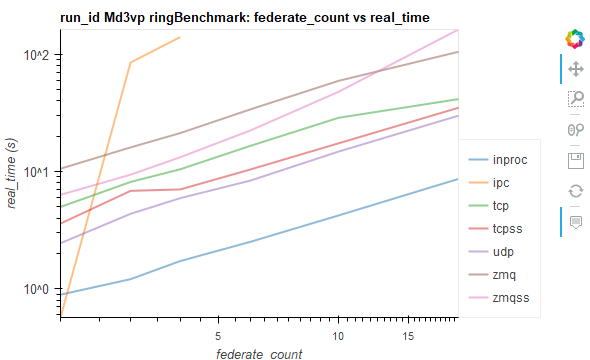 run_id Md3vp ringBenchmark: federate_count vs real_time
10^2
10^1
10^0
real_time (s)
5
10
15
federate_count
inproc
ipc
tcp
tcpss
udp
zmq
zmqss